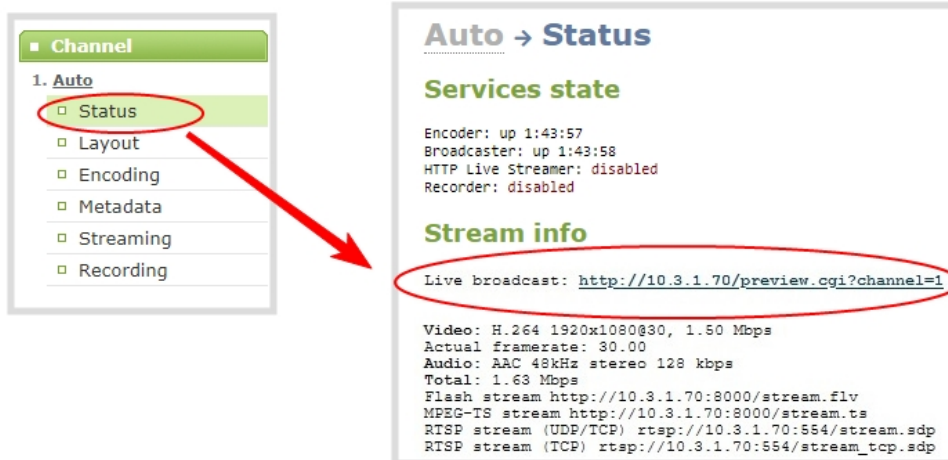 Channel
1. Auto
Status
Layout
Encoding
Metadata
Streaming
Recording
Auto → Status
Services state
Encoder: up 1:43:57
Broadcaster: up 1:43:58
HTTP Live Streamer: disabled
Recorder: disabled
Stream info
Live broadcast: http://10.3.1.70/preview.cgi?channel=1
Video: H.264 1920x1080@30, 1.50 Mbps
Actual framerate: 30.00
Audio: AAC 48kHz stereo 128 kbps
Total: 1.63 Mbps
Flash stream http://10.3.1.70:8000/stream.flv
MPEG-TS stream http://10.3.1.70:8000/stream.ts
RTSP stream (UDP/TCP) rtsp://10.3.1.70:554/stream.sdp
RTSP stream (TCP) rtsp://10.3.1.70:554/stream_tcp.sdp